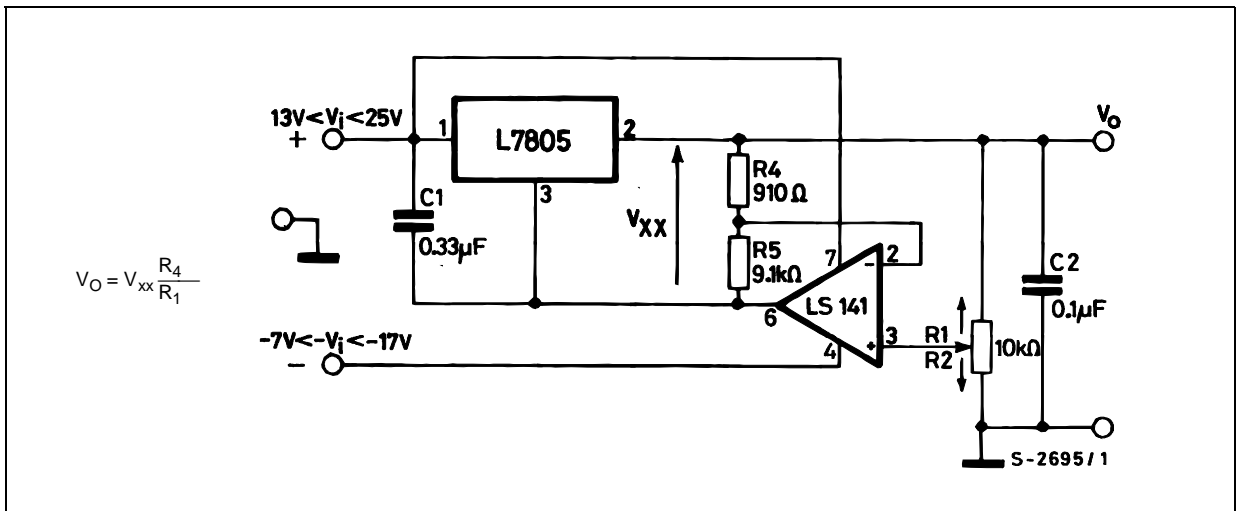 13V<Vi<25V
+
1
L7805
2
3
C1
0.33µF
VXX
R4
910Ω
R5
9.1kΩ
7
-
2
LS 141
6
4
+
3
R1
R2
10kΩ
C2
0.1µF
VO
VO = Vxx R4
R1
-7V<-Vi<-17V
-
S-2695/1